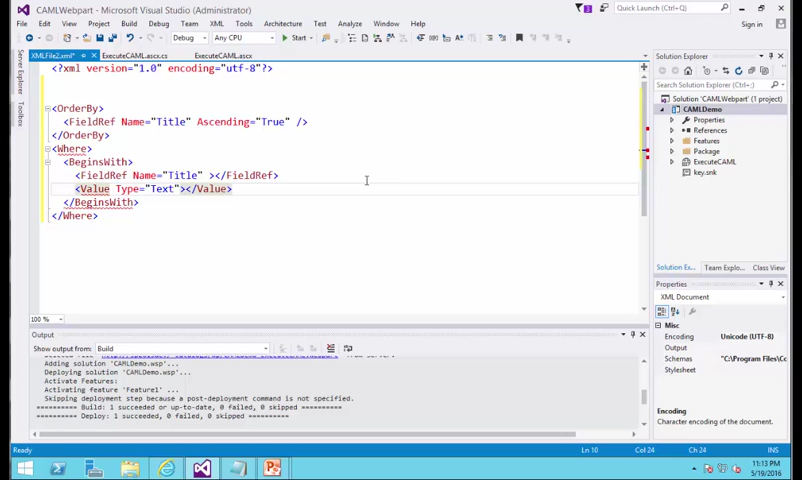 CAMLWebpart - Microsoft Visual Studio (Administrator)
Quick Launch (Ctrl+Q)
File Edit View Project Build Debug Team XML Tools Architecture Test Analyze Window Help
Sign in
Start Debug Any CPU
XMLFile2.xml* ExecuteCAML.ascx.cs ExecuteCAML.ascx
Server Explorer
Toolbox
<?xml version="1.0" encoding="utf-8"?>
<OrderBy>
<FieldRef Name="Title" Ascending="True" />
</OrderBy>
<Where>
<BeginsWith>
<FieldRef Name="Title" ></FieldRef>
<Value Type="Text"></Value>
</BeginsWith>
</Where>
100 %
Solution Explorer
Search Solution Explorer (Ctrl+;)
Solution 'CAMLWebpart' (1 project)
CAMLDemo
Properties
References
Features
Package
ExecuteCAML
key.snk
Solution Ex... Team Explo... Class View
Properties
XML Document
Misc
Encoding Unicode (UTF-8)
Output
Schemas "C:\Program Files\Co
Stylesheet
Encoding
Character encoding of the document.
Output
Show output from: Build
Adding solution 'CAMLDemo.wsp'...
Deploying solution 'CAMLDemo.wsp'...
Activate Features:
Activating feature 'Feature1' ...
Skipping deployment step because a post-deployment command is not specified.
========== Build: 1 succeeded or up-to-date, 0 failed, 0 skipped ==========
========== Deploy: 1 succeeded, 0 failed, 0 skipped ==========
Ready Ln 10 Col 24 Ch 24 INS
11:13 PM
5/19/2016